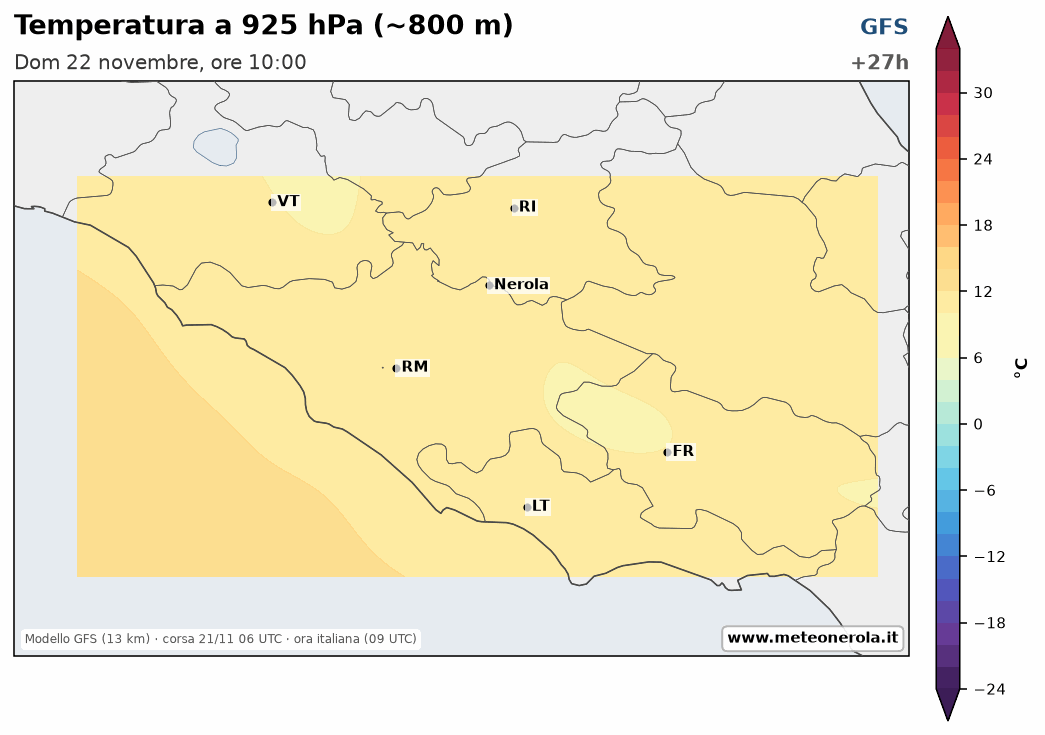 Temperatura a 925 hPa (~800 m)
GFS
Dom 22 novembre, ore 10:00
+27h
VT
RI
Nerola
RM
FR
LT
30
24
18
12
6
0
−6
−12
−18
−24
°C
Modello GFS (13 km) · corsa 21/11 06 UTC · ora italiana (09 UTC)
www.meteonerola.it